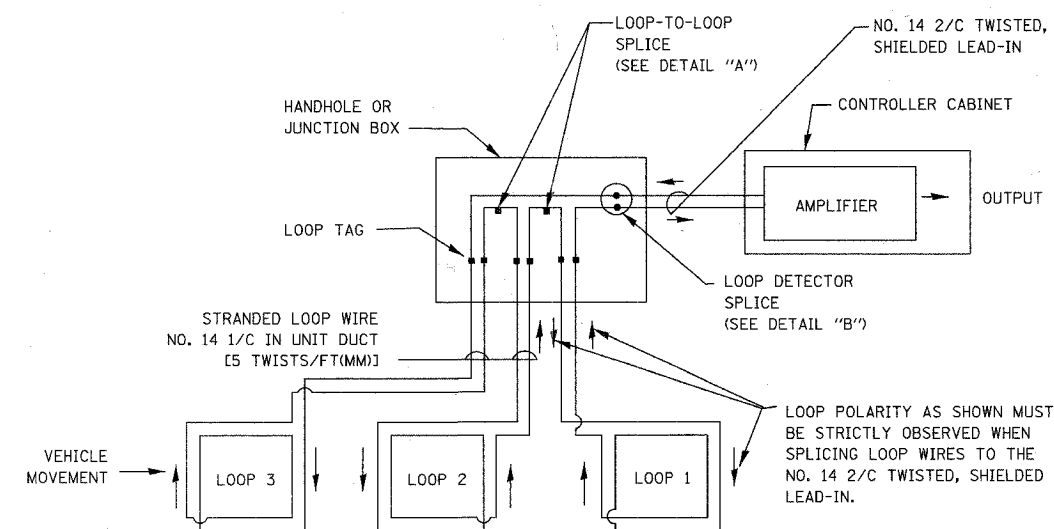 LOOP-TO-LOOP
SPLICE
(SEE DETAIL "A")
NO. 14 2/C TWISTED,
SHIELDED LEAD-IN
HANDHOLE OR
JUNCTION BOX
CONTROLLER CABINET
AMPLIFIER
OUTPUT
LOOP TAG
LOOP DETECTOR
SPLICE
(SEE DETAIL "B")
STRANDED LOOP WIRE
NO. 14 1/C IN UNIT DUCT
[5 TWISTS/FT(MM)]
LOOP POLARITY AS SHOWN MUST
BE STRICTLY OBSERVED WHEN
SPLICING LOOP WIRES TO THE
NO. 14 2/C TWISTED, SHIELDED
LEAD-IN.
VEHICLE
MOVEMENT
LOOP 3
LOOP 2
LOOP 1